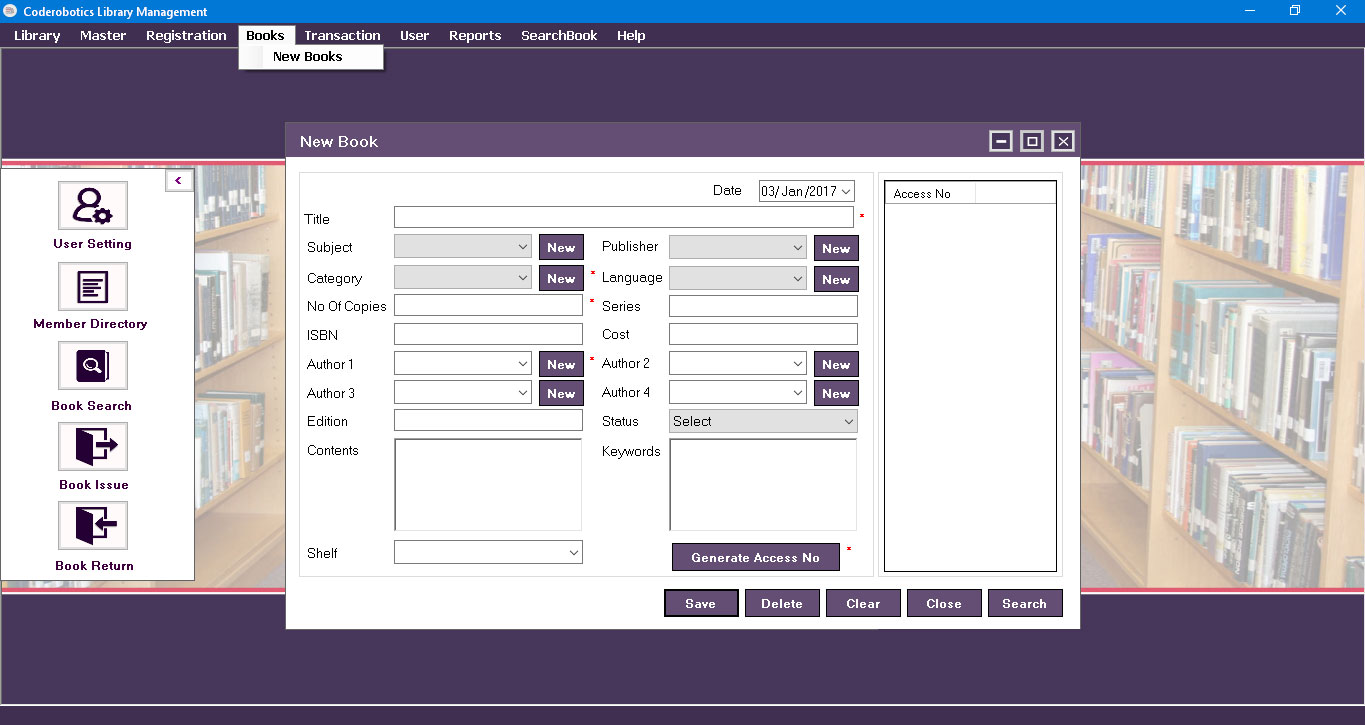 Coderobotics Library Management
Library Master Registration Books Transaction User Reports SearchBook Help
New Books
New Book
Date 03/Jan/2017
Title *
Subject New Publisher New
Category New * Language New
No Of Copies * Series
ISBN Cost
Author 1 New * Author 2 New
Author 3 New Author 4 New
Edition Status Select
Contents Keywords
Shelf Generate Access No *
Access No
Save Delete Clear Close Search
<
User Setting
Member Directory
Book Search
Book Issue
Book Return